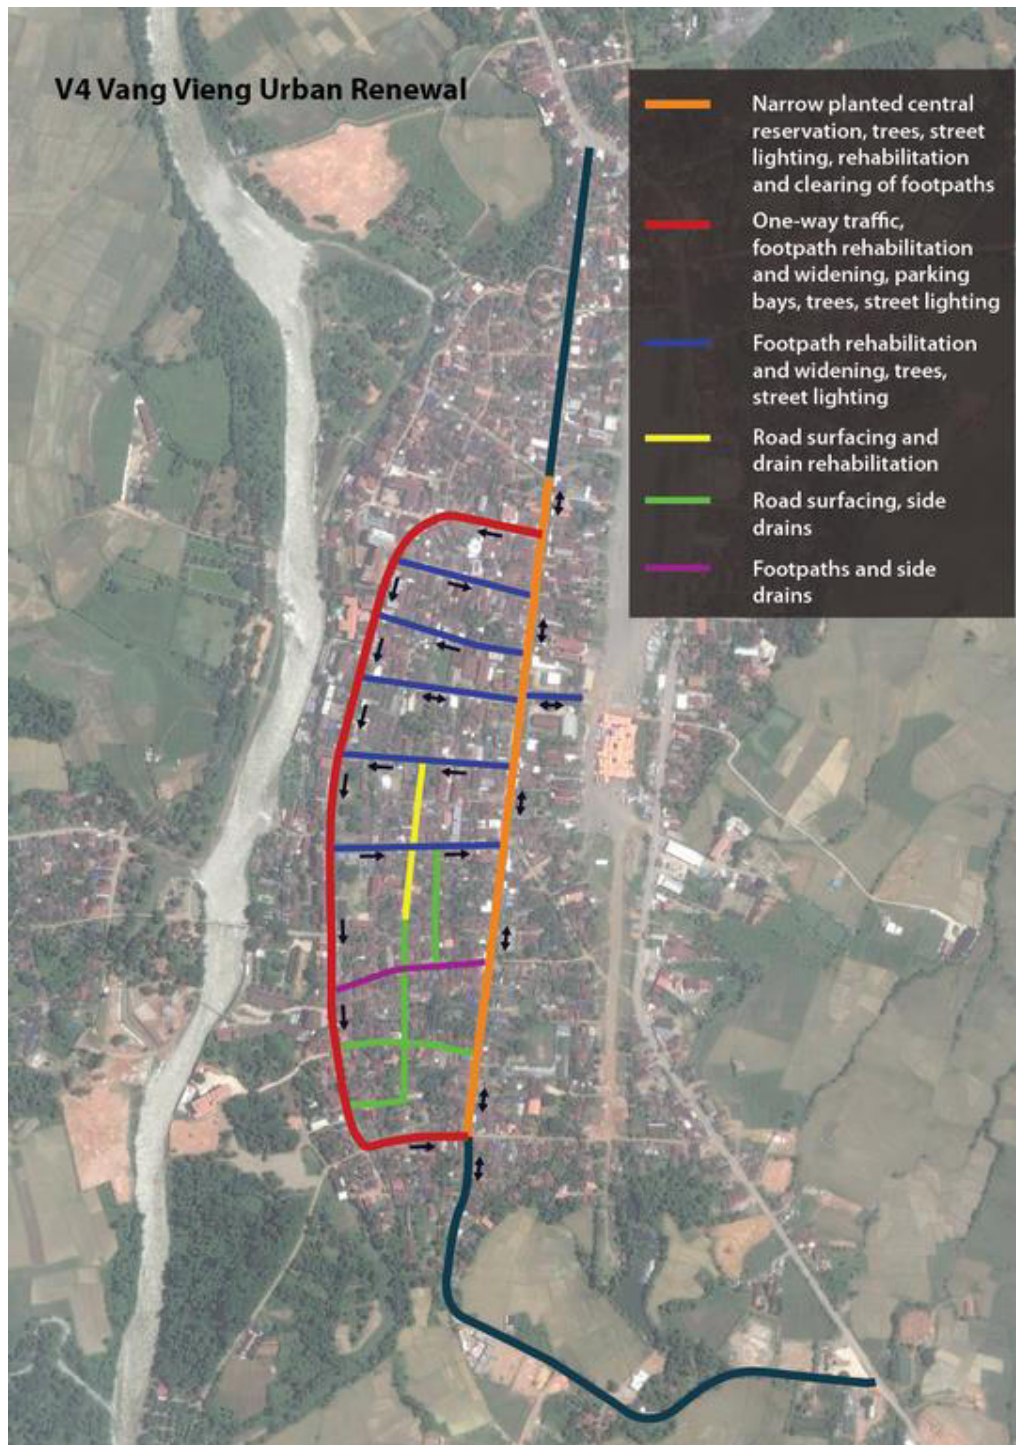 V4 Vang Vieng Urban Renewal
Narrow planted central
reservation, trees, street
lighting, rehabilitation
and clearing of footpaths
One-way traffic,
footpath rehabilitation
and widening, parking
bays, trees, street lighting
Footpath rehabilitation
and widening, trees,
street lighting
Road surfacing and
drain rehabilitation
Road surfacing, side
drains
Footpaths and side
drains